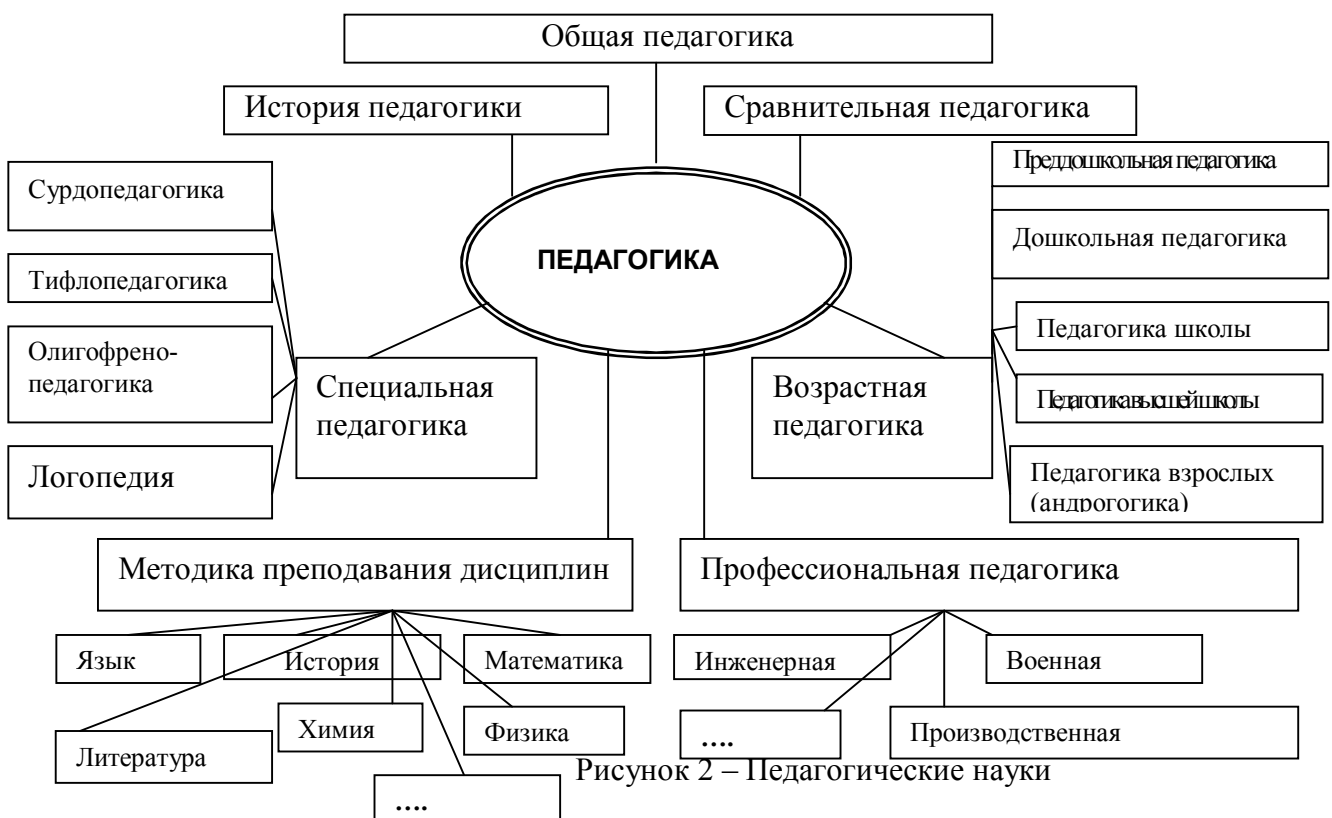 Общая педагогика
История педагогики
Сравнительная педагогика
Преддошкольная педагогика
Сурдопедагогика
Дошкольная педагогика
ПЕДАГОГИКА
Тифлопедагогика
Педагогика школы
Олигофрено-
педагогика
Специальная
педагогика
Возрастная
педагогика
Педагогика высшей школы
Логопедия
Педагогика взрослых
(андрогогика)
Методика преподавания дисциплин
Профессиональная педагогика
Язык
История
Математика
Инженерная
Военная
Химия
Физика
....
Производственная
Литература
Рисунок 2 – Педагогические науки
....